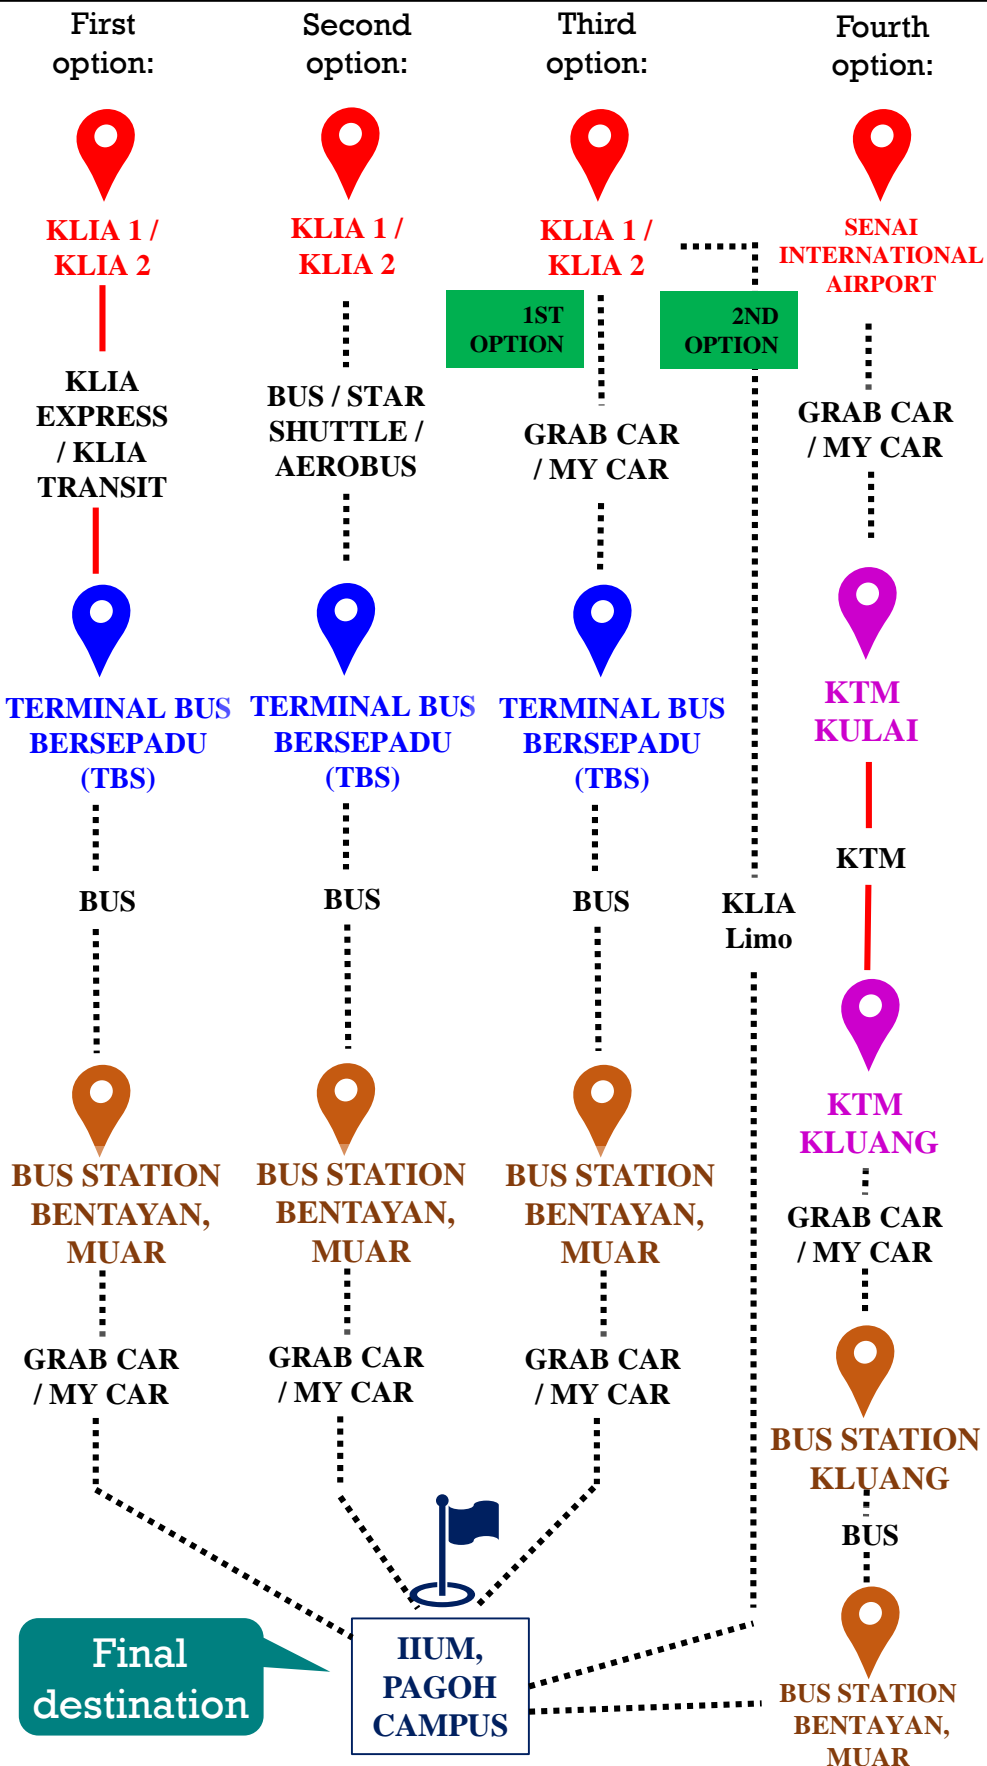 First
option:
KLIA 1 /
KLIA 2
KLIA
EXPRESS
/ KLIA
TRANSIT
TERMINAL BUS
BERSEPADU
(TBS)
BUS
BUS STATION
BENTAYAN,
MUAR
GRAB CAR
/ MY CAR
Second
option:
KLIA 1 /
KLIA 2
BUS / STAR
SHUTTLE /
AEROBUS
TERMINAL BUS
BERSEPADU
(TBS)
BUS
BUS STATION
BENTAYAN,
MUAR
GRAB CAR
/ MY CAR
Third
option:
KLIA 1 /
KLIA 2
1ST
OPTION
GRAB CAR
/ MY CAR
TERMINAL BUS
BERSEPADU
(TBS)
BUS
BUS STATION
BENTAYAN,
MUAR
GRAB CAR
/ MY CAR
2ND
OPTION
KLIA
Limo
Fourth
option:
SENAI
INTERNATIONAL
AIRPORT
GRAB CAR
/ MY CAR
KTM
KULAI
KTM
KTM
KLUANG
GRAB CAR
/ MY CAR
BUS STATION
KLUANG
BUS
BUS STATION
BENTAYAN,
MUAR
Final
destination
IIUM,
PAGOH
CAMPUS